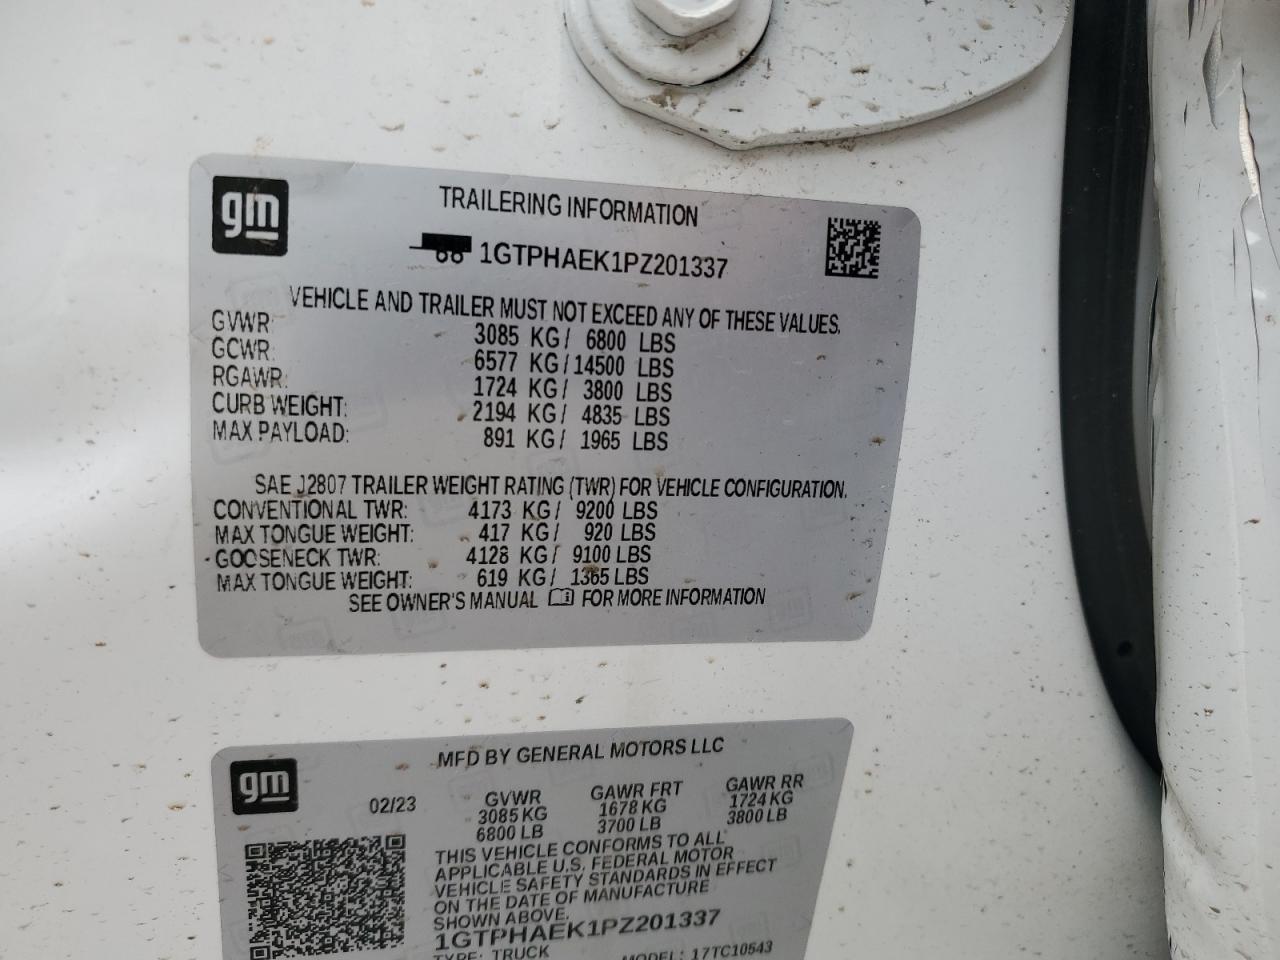 gm
TRAILERING INFORMATION
1GTPHAEK1PZ201337
VEHICLE AND TRAILER MUST NOT EXCEED ANY OF THESE VALUES.
GVWR: 3085 KG/ 6800 LBS
GCWR: 6577 KG/14500 LBS
RGAWR: 1724 KG/ 3800 LBS
CURB WEIGHT: 2194 KG/ 4835 LBS
MAX PAYLOAD: 891 KG/ 1965 LBS
SAE J2807 TRAILER WEIGHT RATING (TWR) FOR VEHICLE CONFIGURATION.
CONVENTIONAL TWR: 4173 KG/ 9200 LBS
MAX TONGUE WEIGHT: 417 KG/ 920 LBS
GOOSENECK TWR: 4128 KG/ 9100 LBS
MAX TONGUE WEIGHT: 619 KG/ 1365 LBS
SEE OWNER'S MANUAL FOR MORE INFORMATION
gm
MFD BY GENERAL MOTORS LLC
02/23 GVWR GAWR FRT GAWR RR
3085 KG 1678 KG 1724 KG
6800 LB 3700 LB 3800 LB
THIS VEHICLE CONFORMS TO ALL
APPLICABLE U.S. FEDERAL MOTOR
VEHICLE SAFETY STANDARDS IN EFFECT
ON THE DATE OF MANUFACTURE
SHOWN ABOVE.
1GTPHAEK1PZ201337
TYPE: TRUCK MODEL: 17TC10543